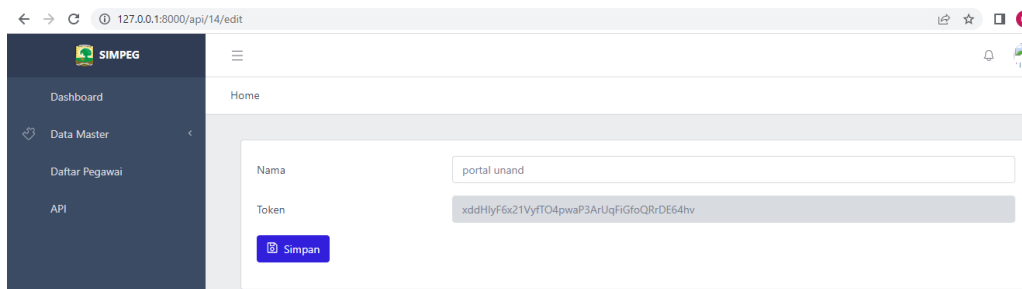 127.0.0.1:8000/api/14/edit
SIMPEG
Dashboard
Home
Data Master
Daftar Pegawai
API
Nama
portal unand
Token
xddHlyF6x21VyfTO4pwaP3ArUqFiGfoQRrDE64hv
Simpan